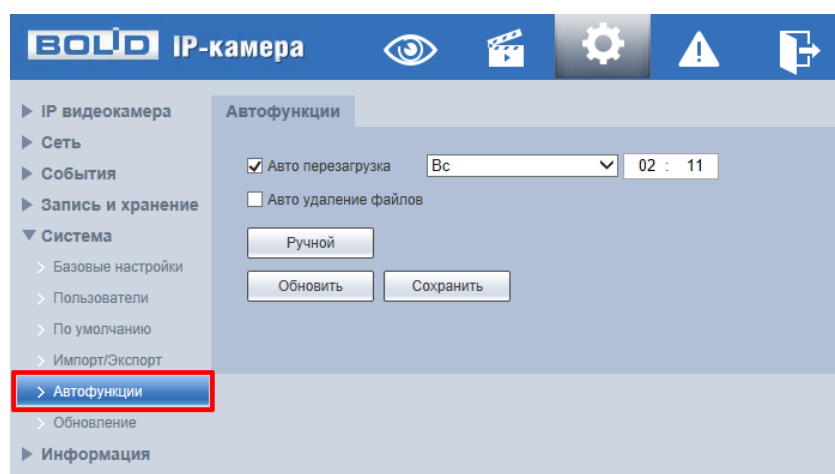 BOLID IP-камера
IP видеокамера
Сеть
События
Запись и хранение
Система
Базовые настройки
Пользователи
По умолчанию
Импорт/Экспорт
Автофункции
Обновление
Информация
Автофункции
Авто перезагрузка Вс 02 : 11
Авто удаление файлов
Ручной
Обновить Сохранить